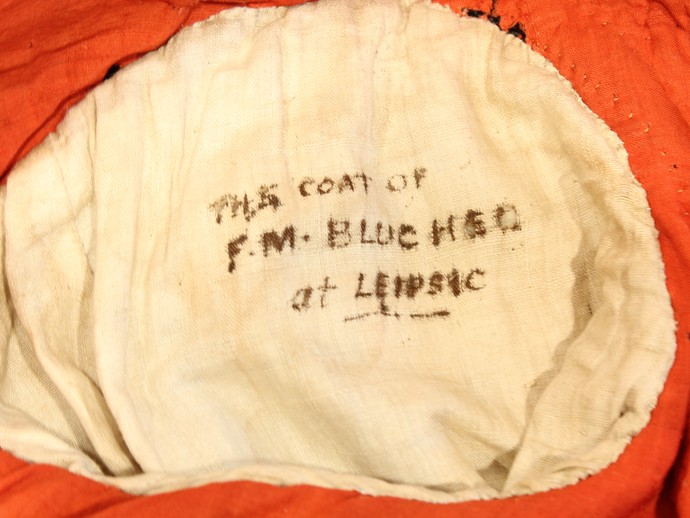 THE COAT OF
F.M. BLUCHER
at LEIPSIC